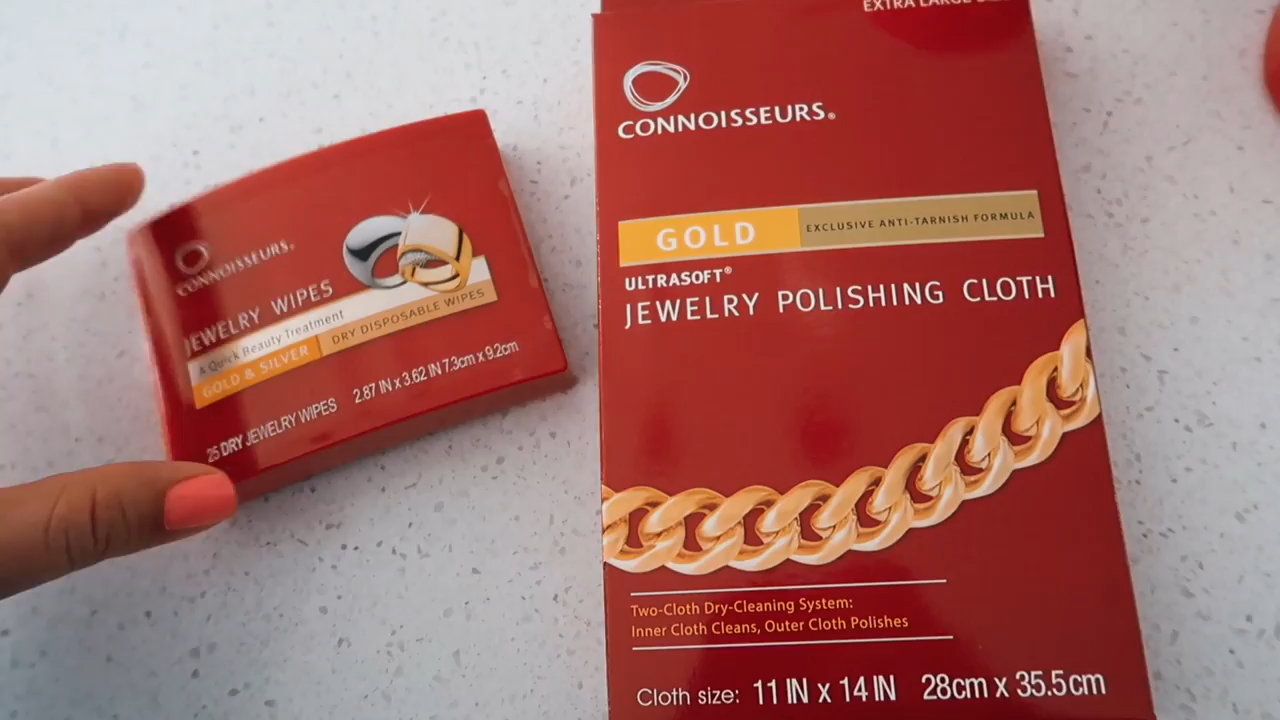 CONNOISSEURS®
JEWELRY WIPES
A Quick Beauty Treatment
GOLD & SILVER DRY DISPOSABLE WIPES
25 DRY JEWELRY WIPES 2.87 IN x 3.62 IN 7.3cm x 9.2cm
EXTRA LARGE
CONNOISSEURS®
GOLD EXCLUSIVE ANTI-TARNISH FORMULA
ULTRASOFT®
JEWELRY POLISHING CLOTH
Two-Cloth Dry-Cleaning System:
Inner Cloth Cleans, Outer Cloth Polishes
Cloth size: 11 IN x 14 IN 28cm x 35.5cm